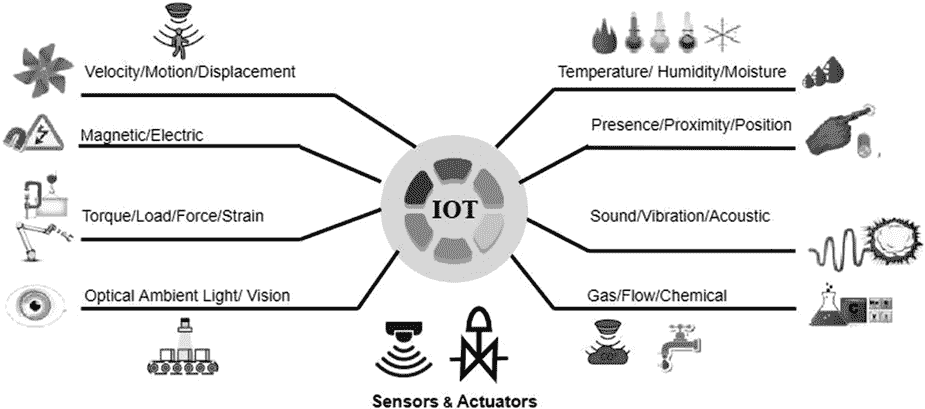 Velocity/Motion/Displacement
Temperature/ Humidity/Moisture
Magnetic/Electric
Presence/Proximity/Position
IOT
Torque/Load/Force/Strain
Sound/Vibration/Acoustic
Optical Ambient Light/ Vision
Gas/Flow/Chemical
Sensors & Actuators